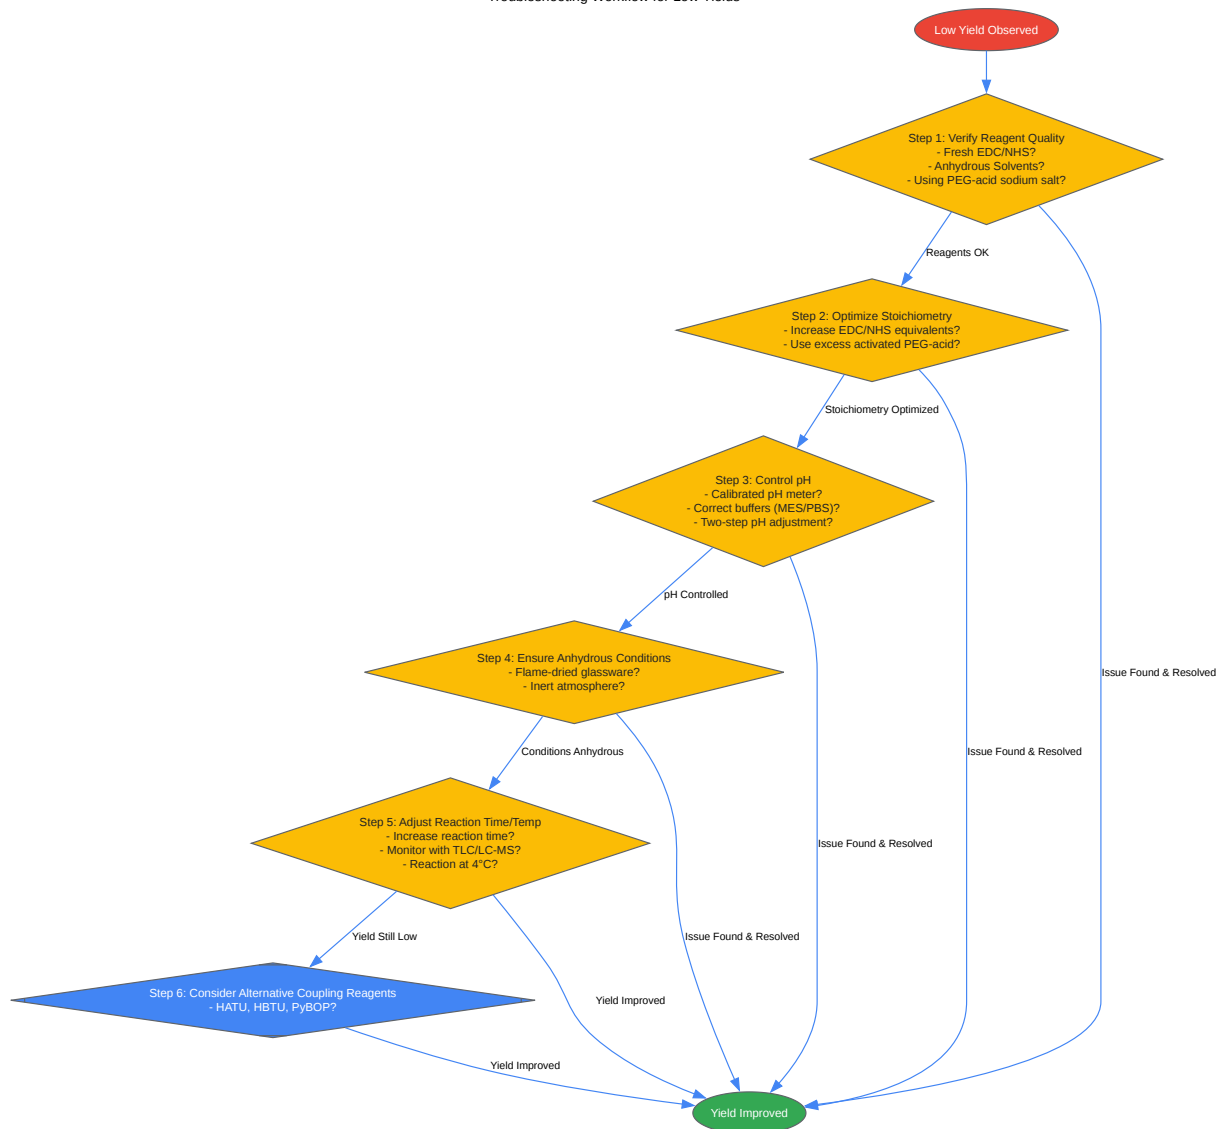 Troubleshooting Workflow for Low Yields
Low Yield Observed
Step 1: Verify Reagent Quality
- Fresh EDC/NHS?
- Anhydrous Solvents?
- Using PEG-acid sodium salt?
Reagents OK
Step 2: Optimize Stoichiometry
- Increase EDC/NHS equivalents?
- Use excess activated PEG-acid?
Stoichiometry Optimized
Step 3: Control pH
- Calibrated pH meter?
- Correct buffers (MES/PBS)?
- Two-step pH adjustment?
pH Controlled
Step 4: Ensure Anhydrous Conditions
- Flame-dried glassware?
- Inert atmosphere?
Issue Found & Resolved
Conditions Anhydrous
Issue Found & Resolved
Step 5: Adjust Reaction Time/Temp
- Increase reaction time?
- Monitor with TLC/LC-MS?
- Reaction at 4°C?
Issue Found & Resolved
Yield Still Low
Issue Found & Resolved
Step 6: Consider Alternative Coupling Reagents
- HATU, HBTU, PyBOP?
Yield Improved
Yield Improved
Yield Improved